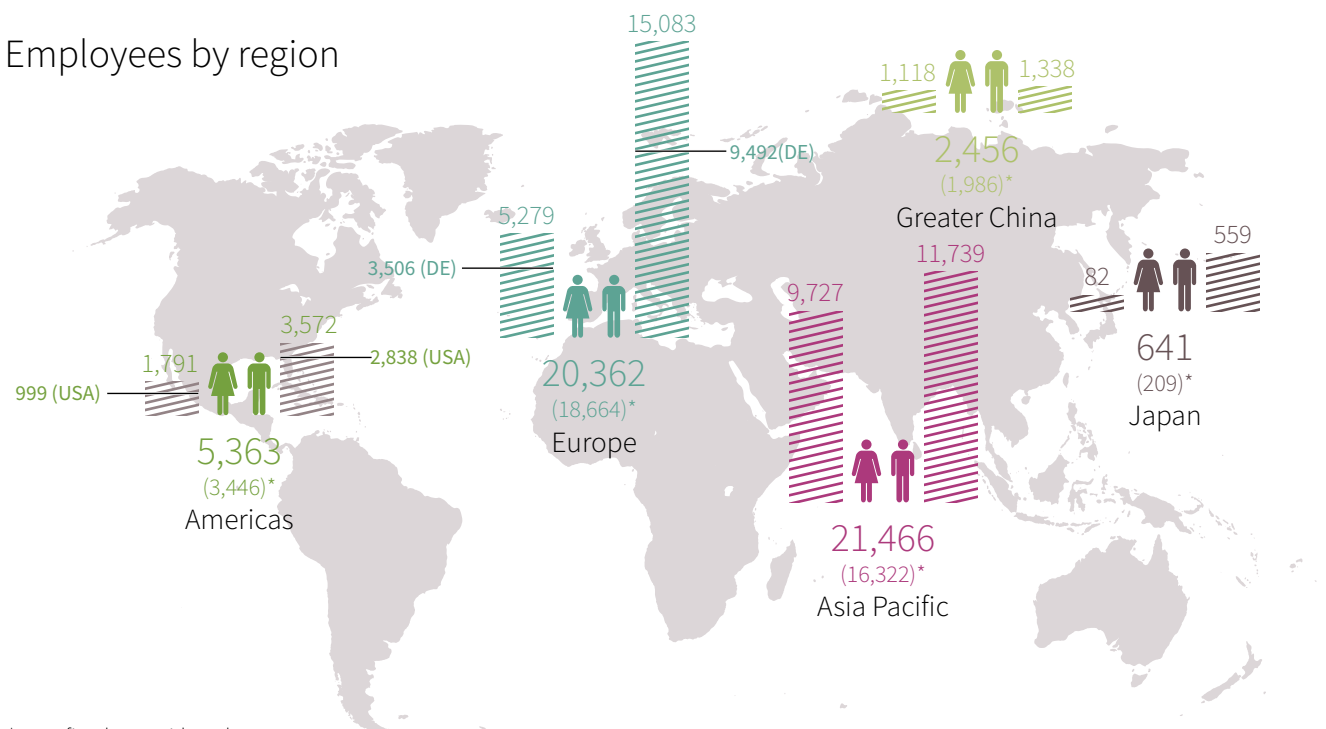 Employees by region
15,083
9,492(DE)
5,279
3,506 (DE)
20,362
(18,664)*
Europe
1,118
1,338
2,456
(1,986)*
Greater China
11,739
9,727
21,466
(16,322)*
Asia Pacific
559
82
641
(209)*
Japan
3,572
2,838 (USA)
1,791
999 (USA)
5,363
(3,446)*
Americas